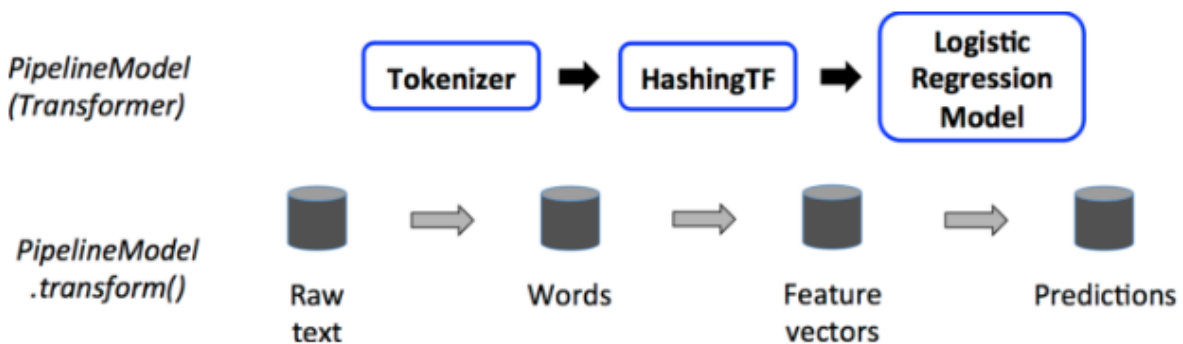 PipelineModel
(Transformer)
Tokenizer
HashingTF
Logistic
Regression
Model
PipelineModel
.transform()
Raw
text
Words
Feature
vectors
Predictions